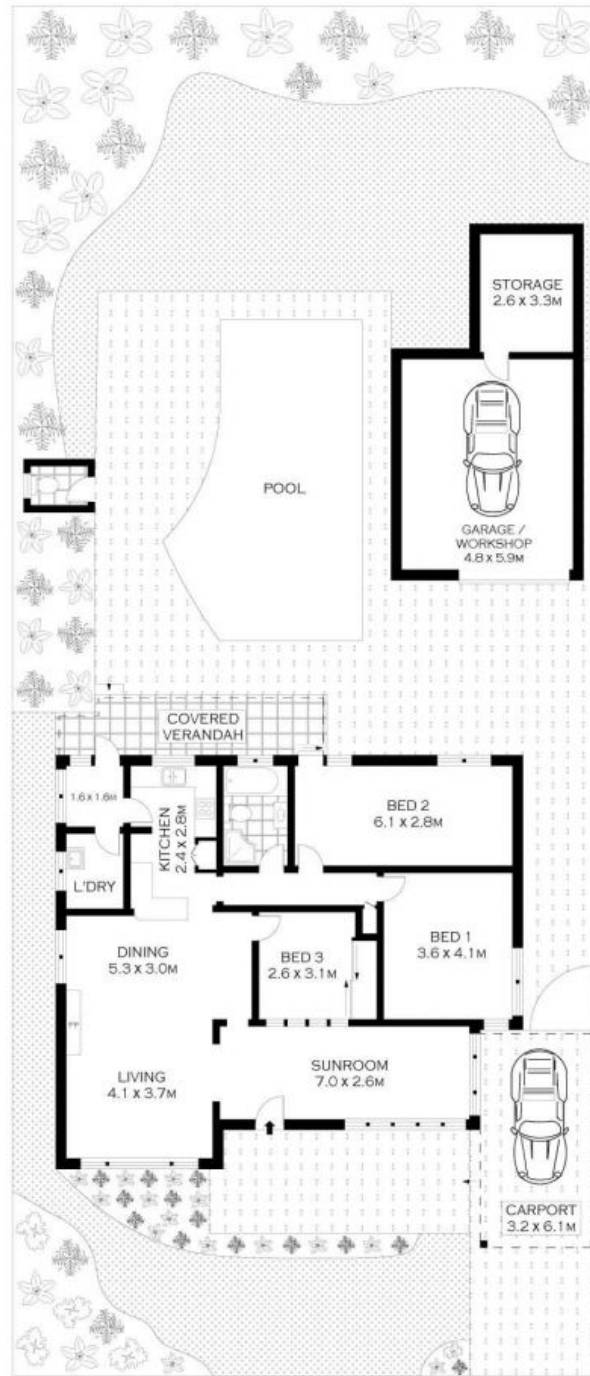 STORAGE
2.6 X 3.3M
POOL
GARAGE /
WORKSHOP
4.8 X 5.9M
COVERED
VERANDAH
1.6 X 1.6M
KITCHEN
2.4 X 2.8M
BED 2
6.1 X 2.8M
L'DRY
DINING
5.3 X 3.0M
BED 3
2.6 X 3.1M
BED 1
3.6 X 4.1M
FP
LIVING
4.1 X 3.7M
SUNROOM
7.0 X 2.6M
CARPORT
3.2 X 6.1M